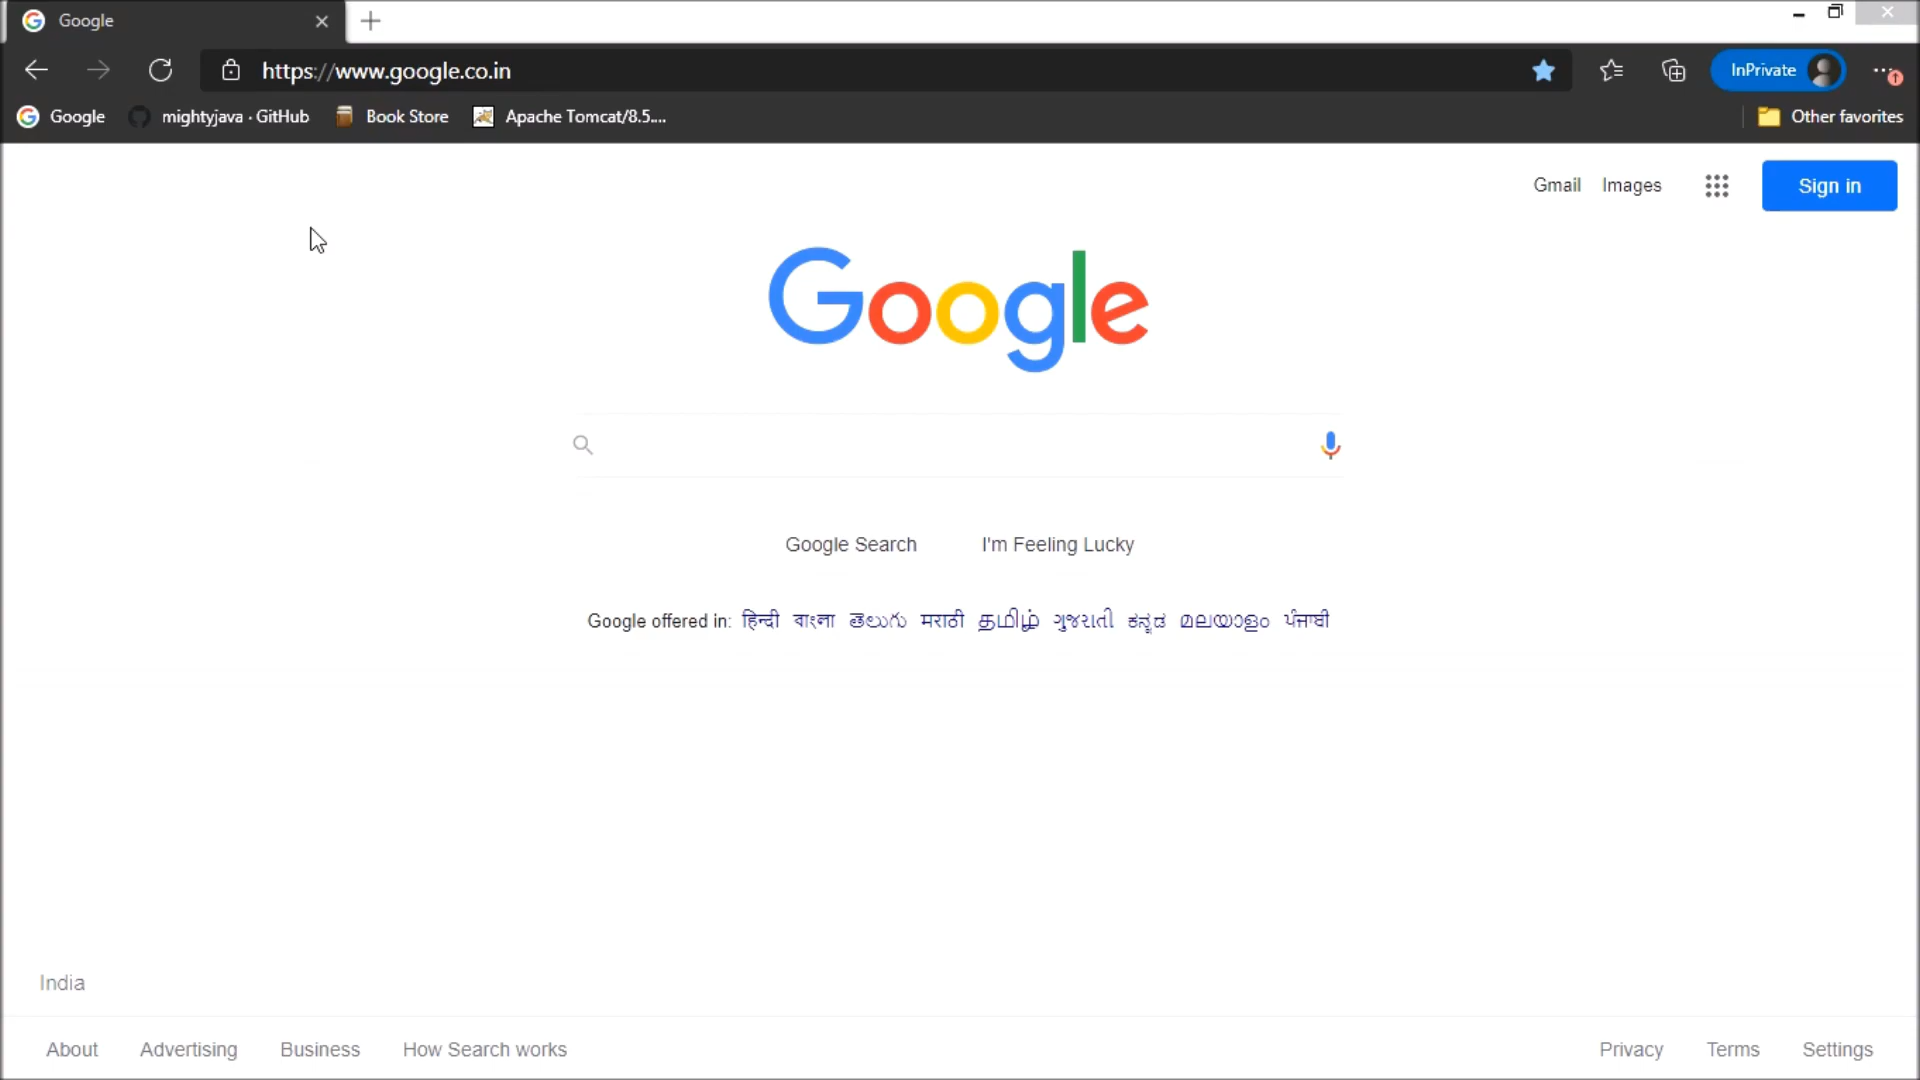 Google
https://www.google.co.in
InPrivate
Google mightyjava · GitHub Book Store Apache Tomcat/8.5.... Other favorites
Gmail Images Sign in
Google
Google Search I'm Feeling Lucky
Google offered in: हिन्दी বাংলা తెలుగు मराठी தமிழ் ગુજરાતી ಕನ್ನಡ മലയാളം ਪੰਜਾਬੀ
India
About Advertising Business How Search works Privacy Terms Settings